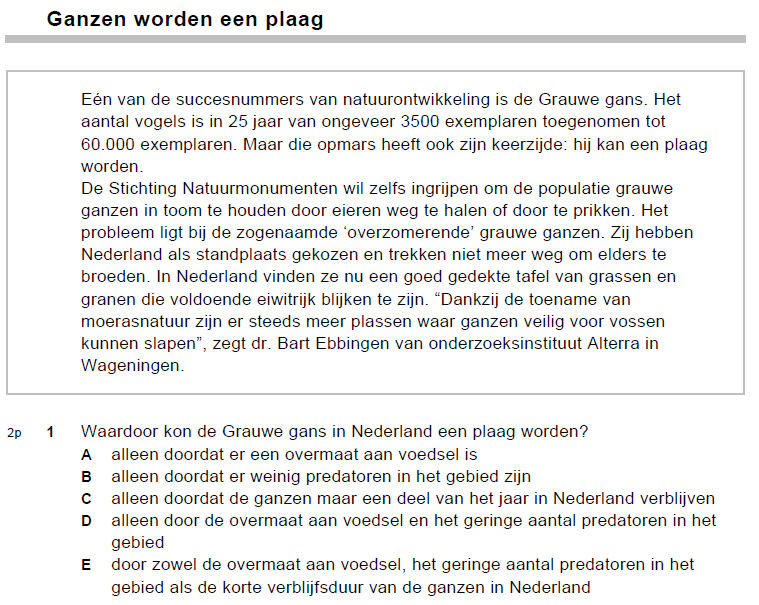 Ganzen worden een plaag
Eén van de succesnummers van natuurontwikkeling is de Grauwe gans. Het
aantal vogels is in 25 jaar van ongeveer 3500 exemplaren toegenomen tot
60.000 exemplaren. Maar die opmars heeft ook zijn keerzijde: hij kan een plaag
worden.
De Stichting Natuurmonumenten wil zelfs ingrijpen om de populatie grauwe
ganzen in toom te houden door eieren weg te halen of door te prikken. Het
probleem ligt bij de zogenaamde ‘overzomerende’ grauwe ganzen. Zij hebben
Nederland als standplaats gekozen en trekken niet meer weg om elders te
broeden. In Nederland vinden ze nu een goed gedekte tafel van grassen en
granen die voldoende eiwitrijk blijken te zijn. “Dankzij de toename van
moerasnatuur zijn er steeds meer plassen waar ganzen veilig voor vossen
kunnen slapen”, zegt dr. Bart Ebbingen van onderzoeksinstituut Alterra in
Wageningen.
2p 1 Waardoor kon de Grauwe gans in Nederland een plaag worden?
A alleen doordat er een overmaat aan voedsel is
B alleen doordat er weinig predatoren in het gebied zijn
C alleen doordat de ganzen maar een deel van het jaar in Nederland verblijven
D alleen door de overmaat aan voedsel en het geringe aantal predatoren in het
gebied
E door zowel de overmaat aan voedsel, het geringe aantal predatoren in het
gebied als de korte verblijfsduur van de ganzen in Nederland